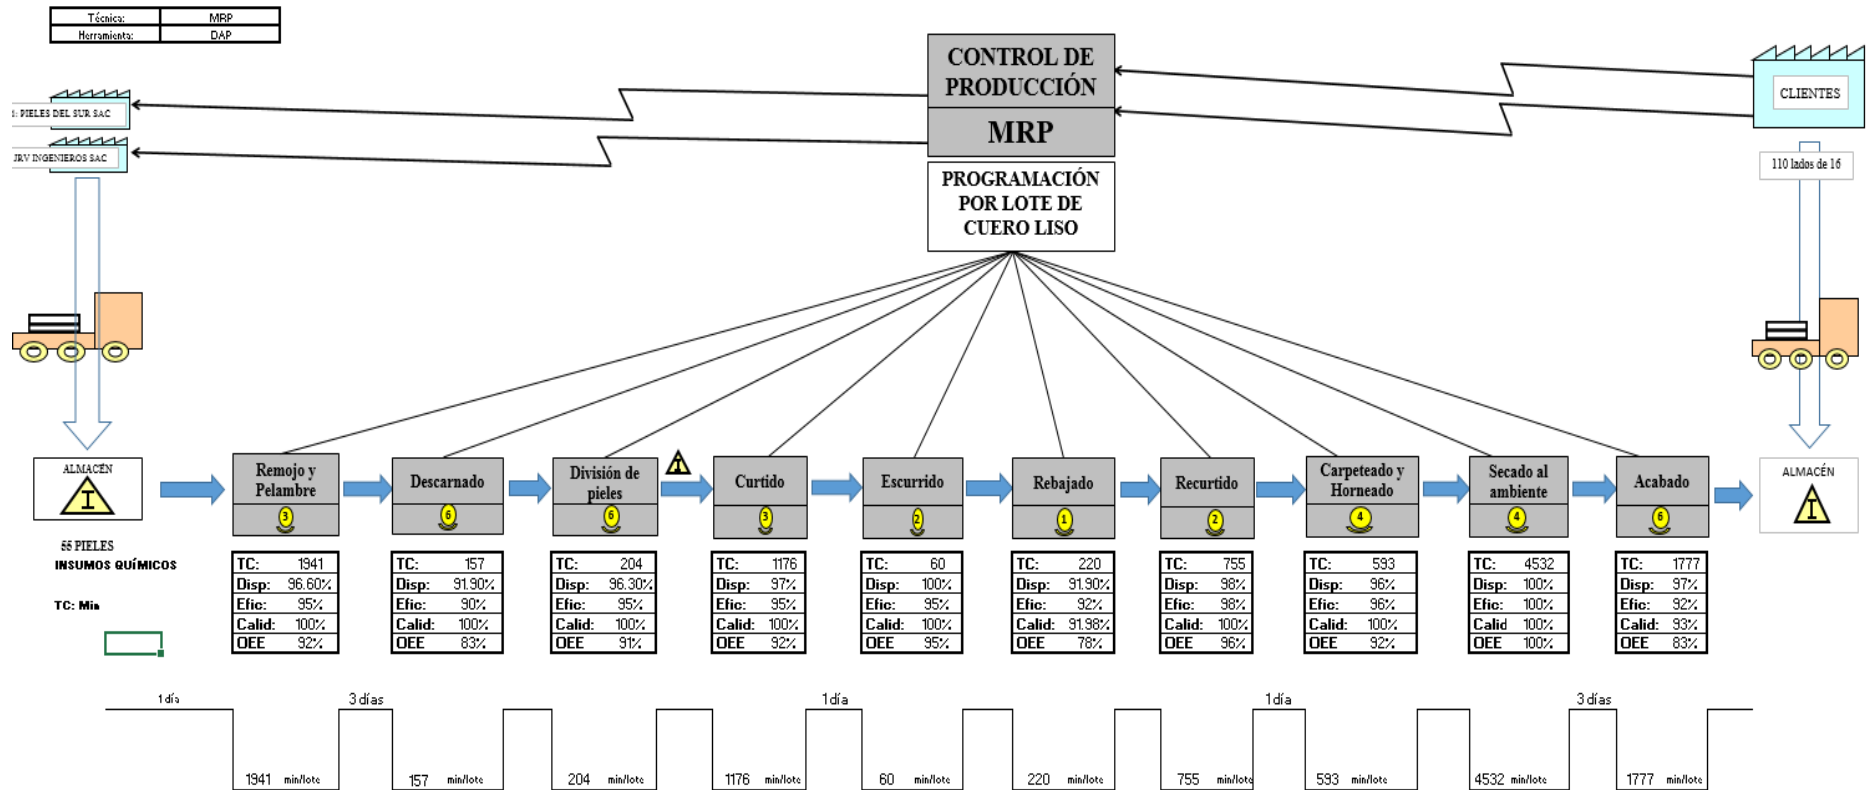 Técnica: MRP
Herramienta: DAP
CONTROL DE
PRODUCCIÓN
MRP
PROGRAMACIÓN
POR LOTE DE
CUERO LISO
CLIENTES
110 lados de 16
: PIELES DEL SUR SAC
JRV INGENIEROS SAC
ALMACÉN
I
Remojo y
Pelambre
3
Descarnado
6
División de
pieles
6
I
Curtido
3
Escurrido
2
Rebajado
1
Recurtido
2
Carpeteado y
Horneado
4
Secado al
ambiente
4
Acabado
6
ALMACÉN
I
55 PIELES
INSUMOS QUÍMICOS
TC: Min
TC: 1941
Disp: 96.60%
Efic: 95%
Calid: 100%
OEE 92%
TC: 157
Disp: 91.90%
Efic: 90%
Calid: 100%
OEE 83%
TC: 204
Disp: 96.30%
Efic: 95%
Calid: 100%
OEE 91%
TC: 1176
Disp: 97%
Efic: 95%
Calid: 100%
OEE 92%
TC: 60
Disp: 100%
Efic: 95%
Calid: 100%
OEE 95%
TC: 220
Disp: 91.90%
Efic: 92%
Calid: 91.98%
OEE 78%
TC: 755
Disp: 98%
Efic: 98%
Calid: 100%
OEE 96%
TC: 593
Disp: 96%
Efic: 96%
Calid: 100%
OEE 92%
TC: 4532
Disp: 100%
Efic: 100%
Calid 100%
OEE 100%
TC: 1777
Disp: 97%
Efic: 92%
Calid: 93%
OEE 83%
1 día
3 días
1 día
1 día
3 días
1941 min/lote
157 min/lote
204 min/lote
1176 min/lote
60 min/lote
220 min/lote
755 min/lote
593 min/lote
4532 min/lote
1777 min/lote